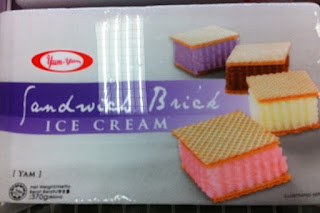 Yam-Yam
Sandwich Brick
ICE CREAM
[YAM]
370g